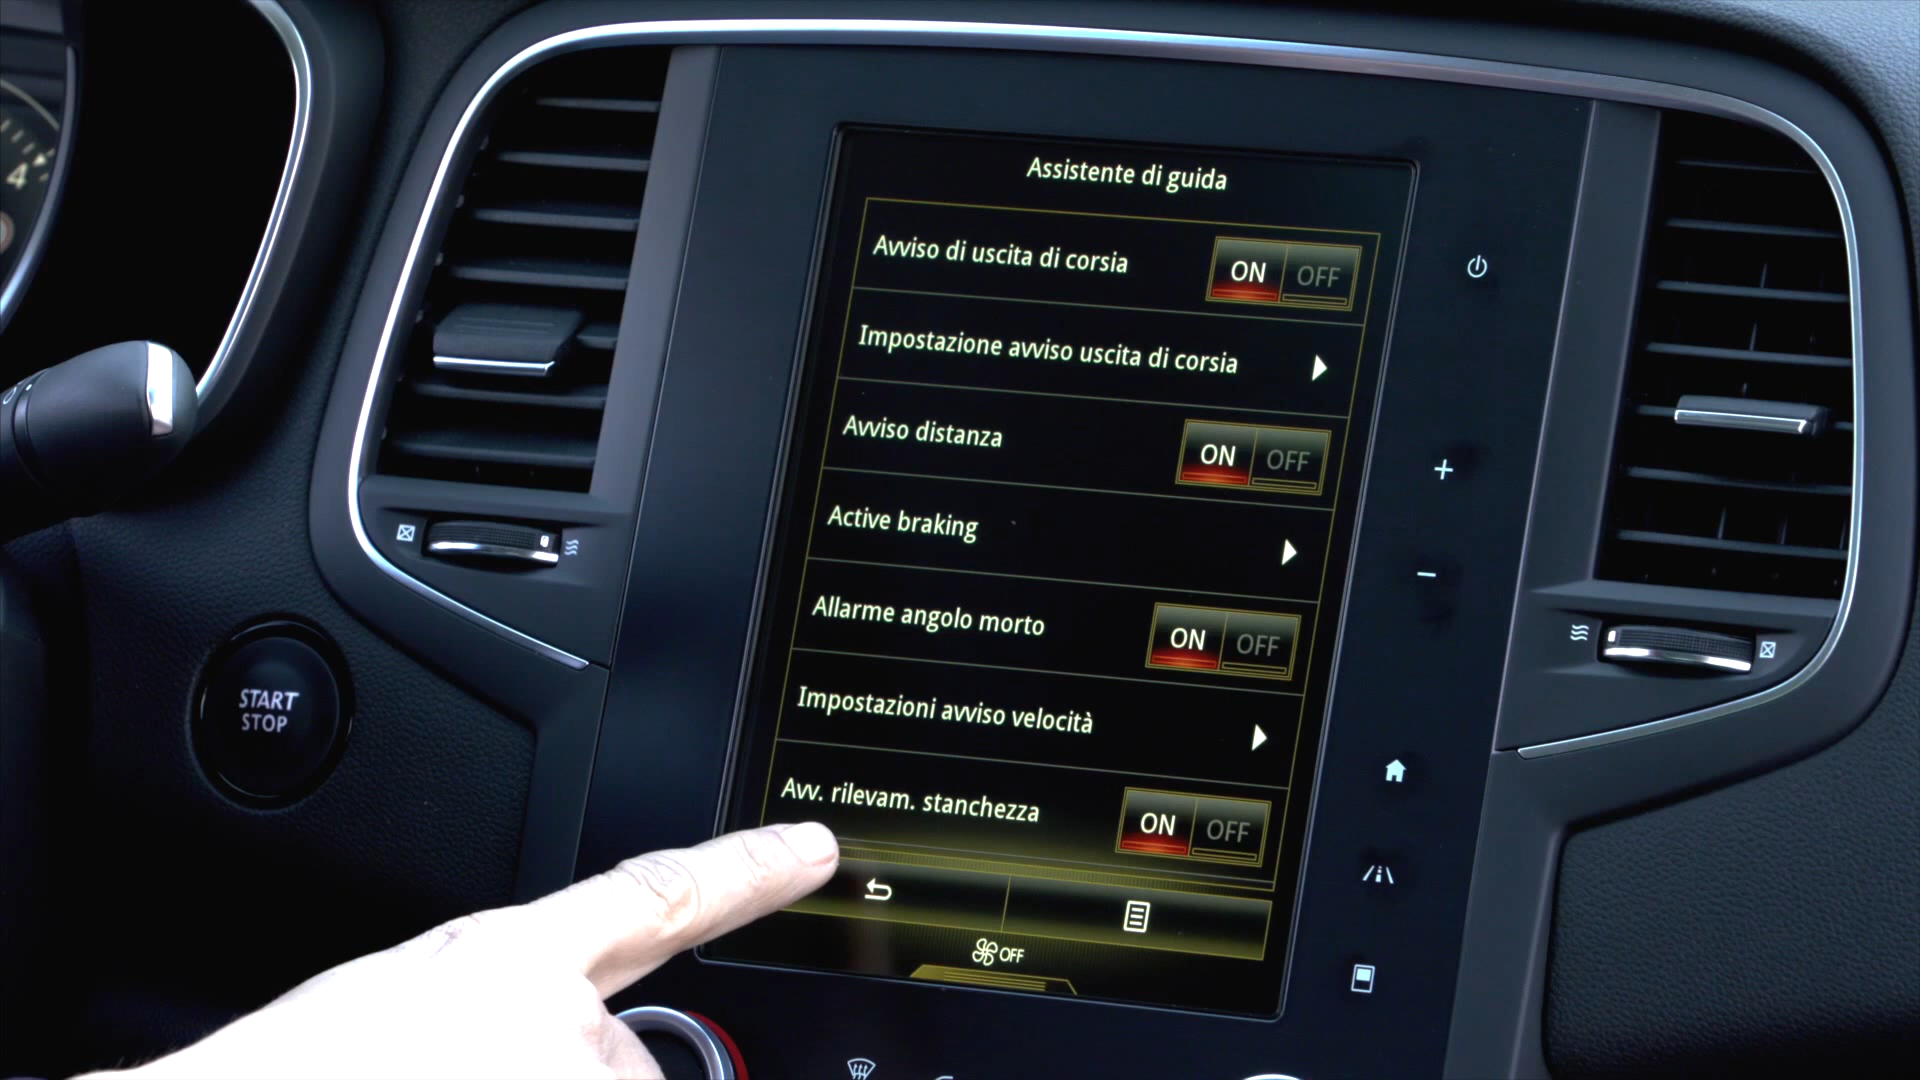 4
Assistente di guida
Avviso di uscita di corsia ON OFF
Impostazione avviso uscita di corsia
Avviso distanza ON OFF
Active braking
Allarme angolo morto ON OFF
Impostazioni avviso velocità
Avv. rilevam. stanchezza ON OFF
OFF
START
STOP